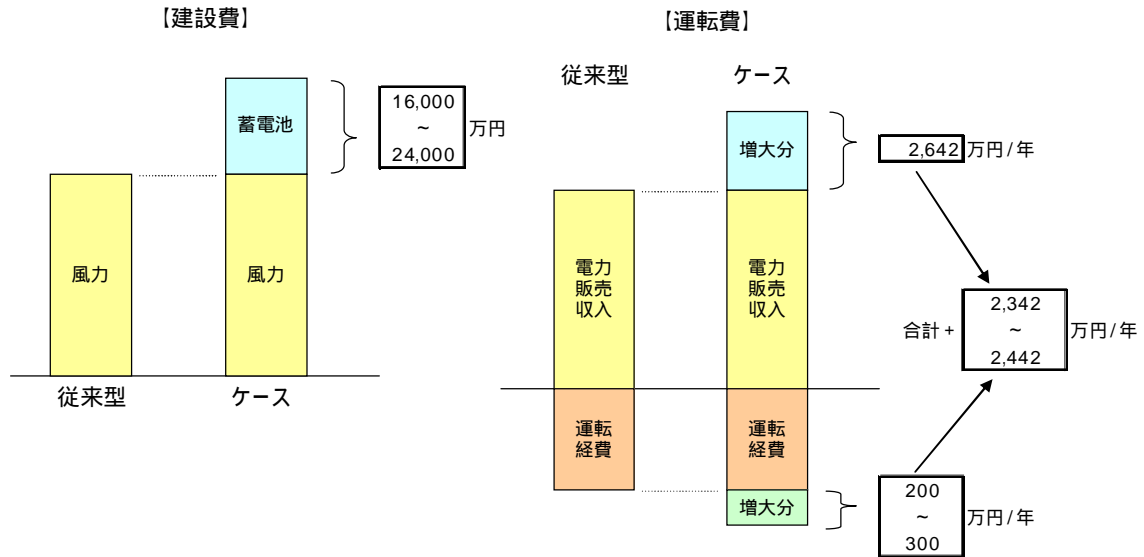 【建設費】
蓄電池
風力
風力
従来型
ケース
16,000
~
24,000
万円
【運転費】
従来型
ケース
増大分
電力
販売
収入
電力
販売
収入
運転
経費
運転
経費
増大分
2,642 万円/年
合計+
2,342
~
2,442
万円/年
200
~
300
万円/年